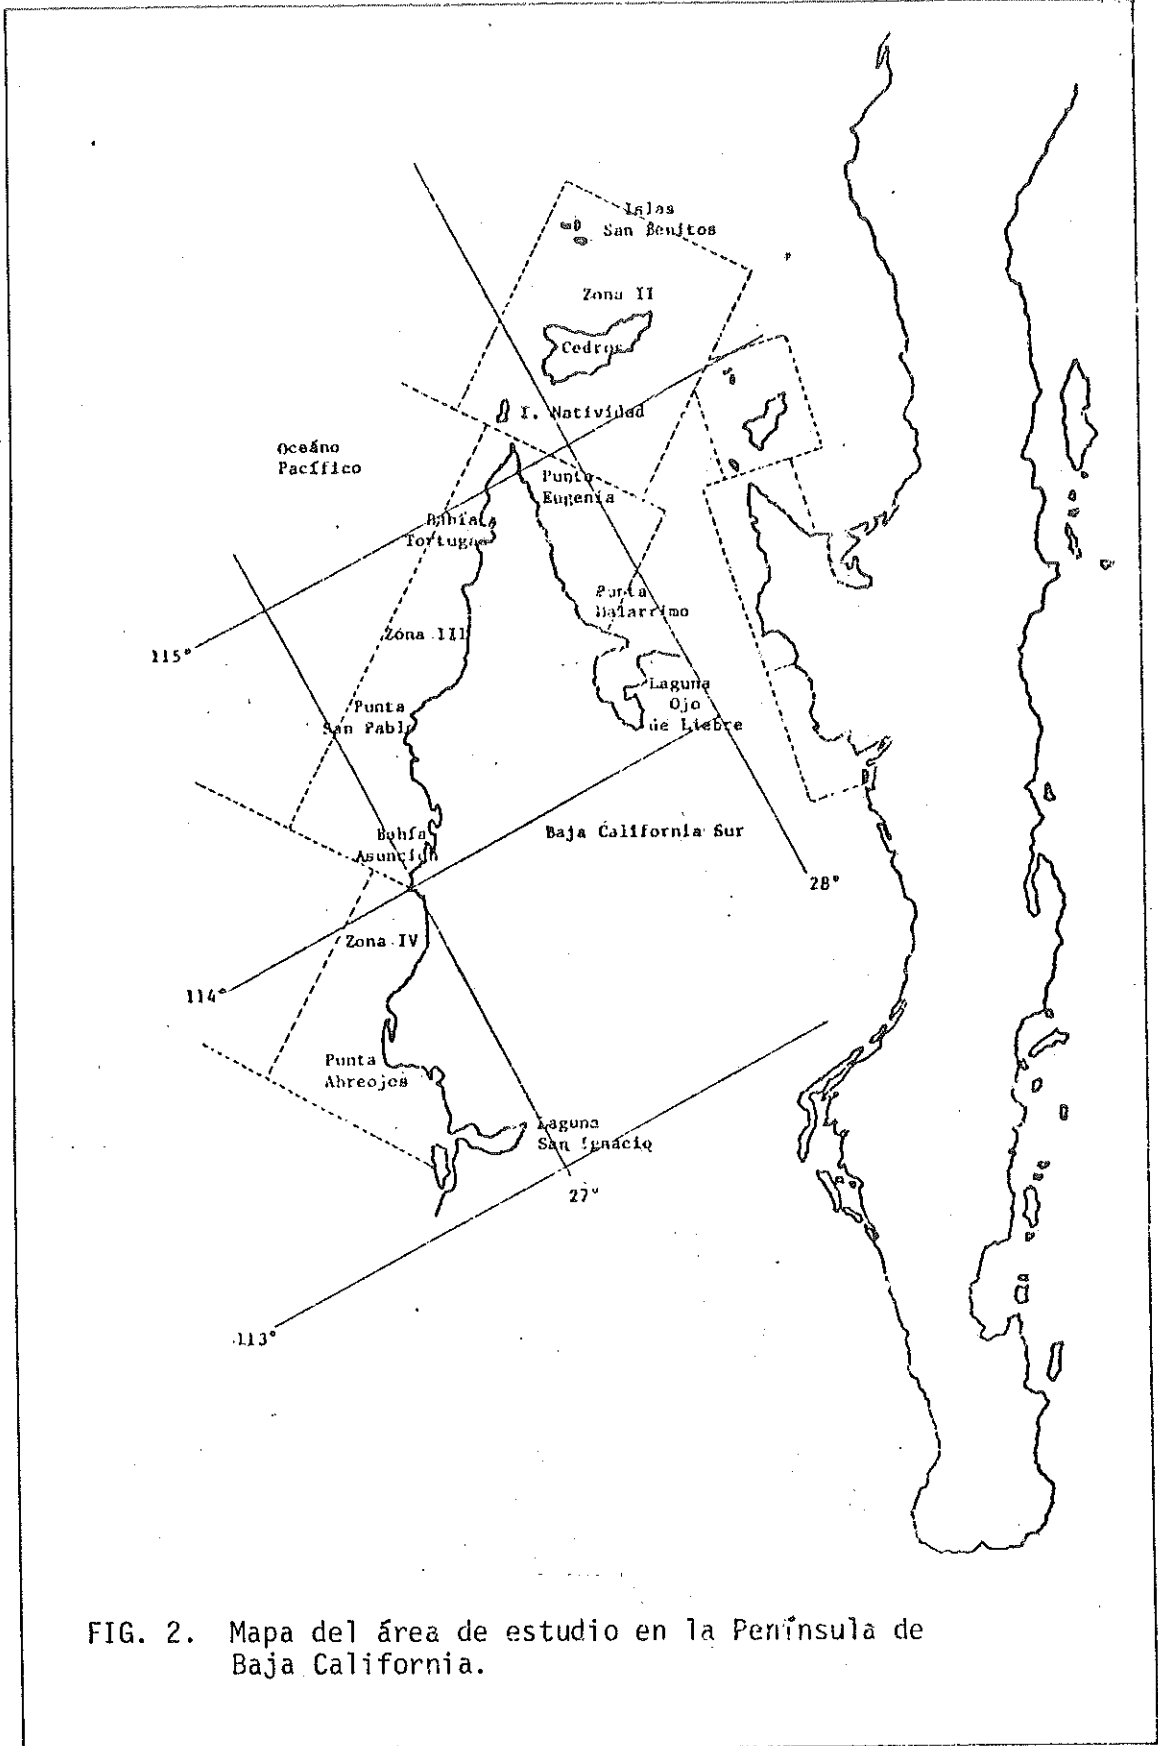 Islas
San Benitos
Zona II
Cedros
I. Natividad
Oceáno
Pacífico
Punta
Eugenia
Bahía
Tortugas
Punta
Malarrimo
Zona III
115°
Laguna
Ojo
de Liebre
Punta
San Pablo
Baja California Sur
Bahía
Asunción
28°
Zona IV
114°
Punta
Abreojos
Laguna
San Ignacio
27°
113°
FIG. 2. Mapa del área de estudio en la Península de
Baja California.